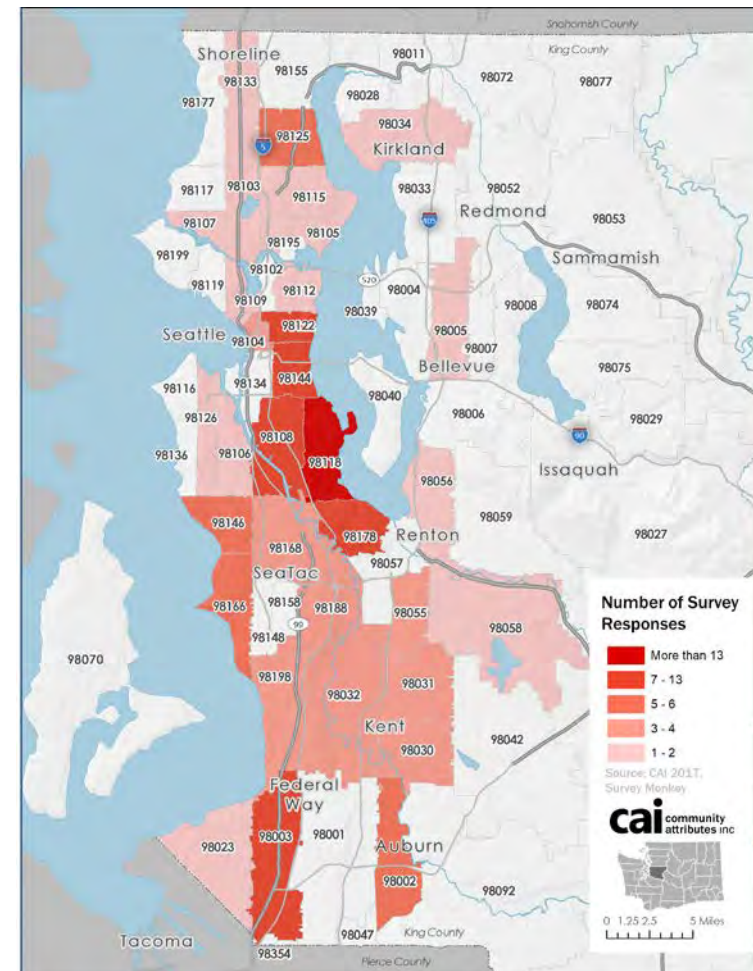 Snohomish County
King County
Shoreline
98133
98155
98011
98072
98077
98177
98028
98034
98125
5
Kirkland
98117
98103
98115
98033
98052
Redmond
98053
98107
98105
405
98195
Sammamish
98199
98102
98119
98112
520
98004
98008
98074
98109
98039
98005
Seattle
98122
98104
98007
98144
Bellevue
98075
98116
98134
98040
98126
98006
98029
98108
90
98136
98106
98118
Issaquah
98056
98059
98146
98178
Renton
98027
98168
98057
SeaTac
98158
98188
98055
98166
98058
90
98148
98070
98198
98031
98032
Kent
98030
98042
Federal
Way
98023
98003
98001
Auburn
98002
98092
98047
King County
Tacoma
98354
Pierce County
Number of Survey
Responses
More than 13
7 - 13
5 - 6
3 - 4
1 - 2
Source: CAI 201T,
Survey Monkey
cai community
attributes inc
0 1.25 2.5 5 Miles